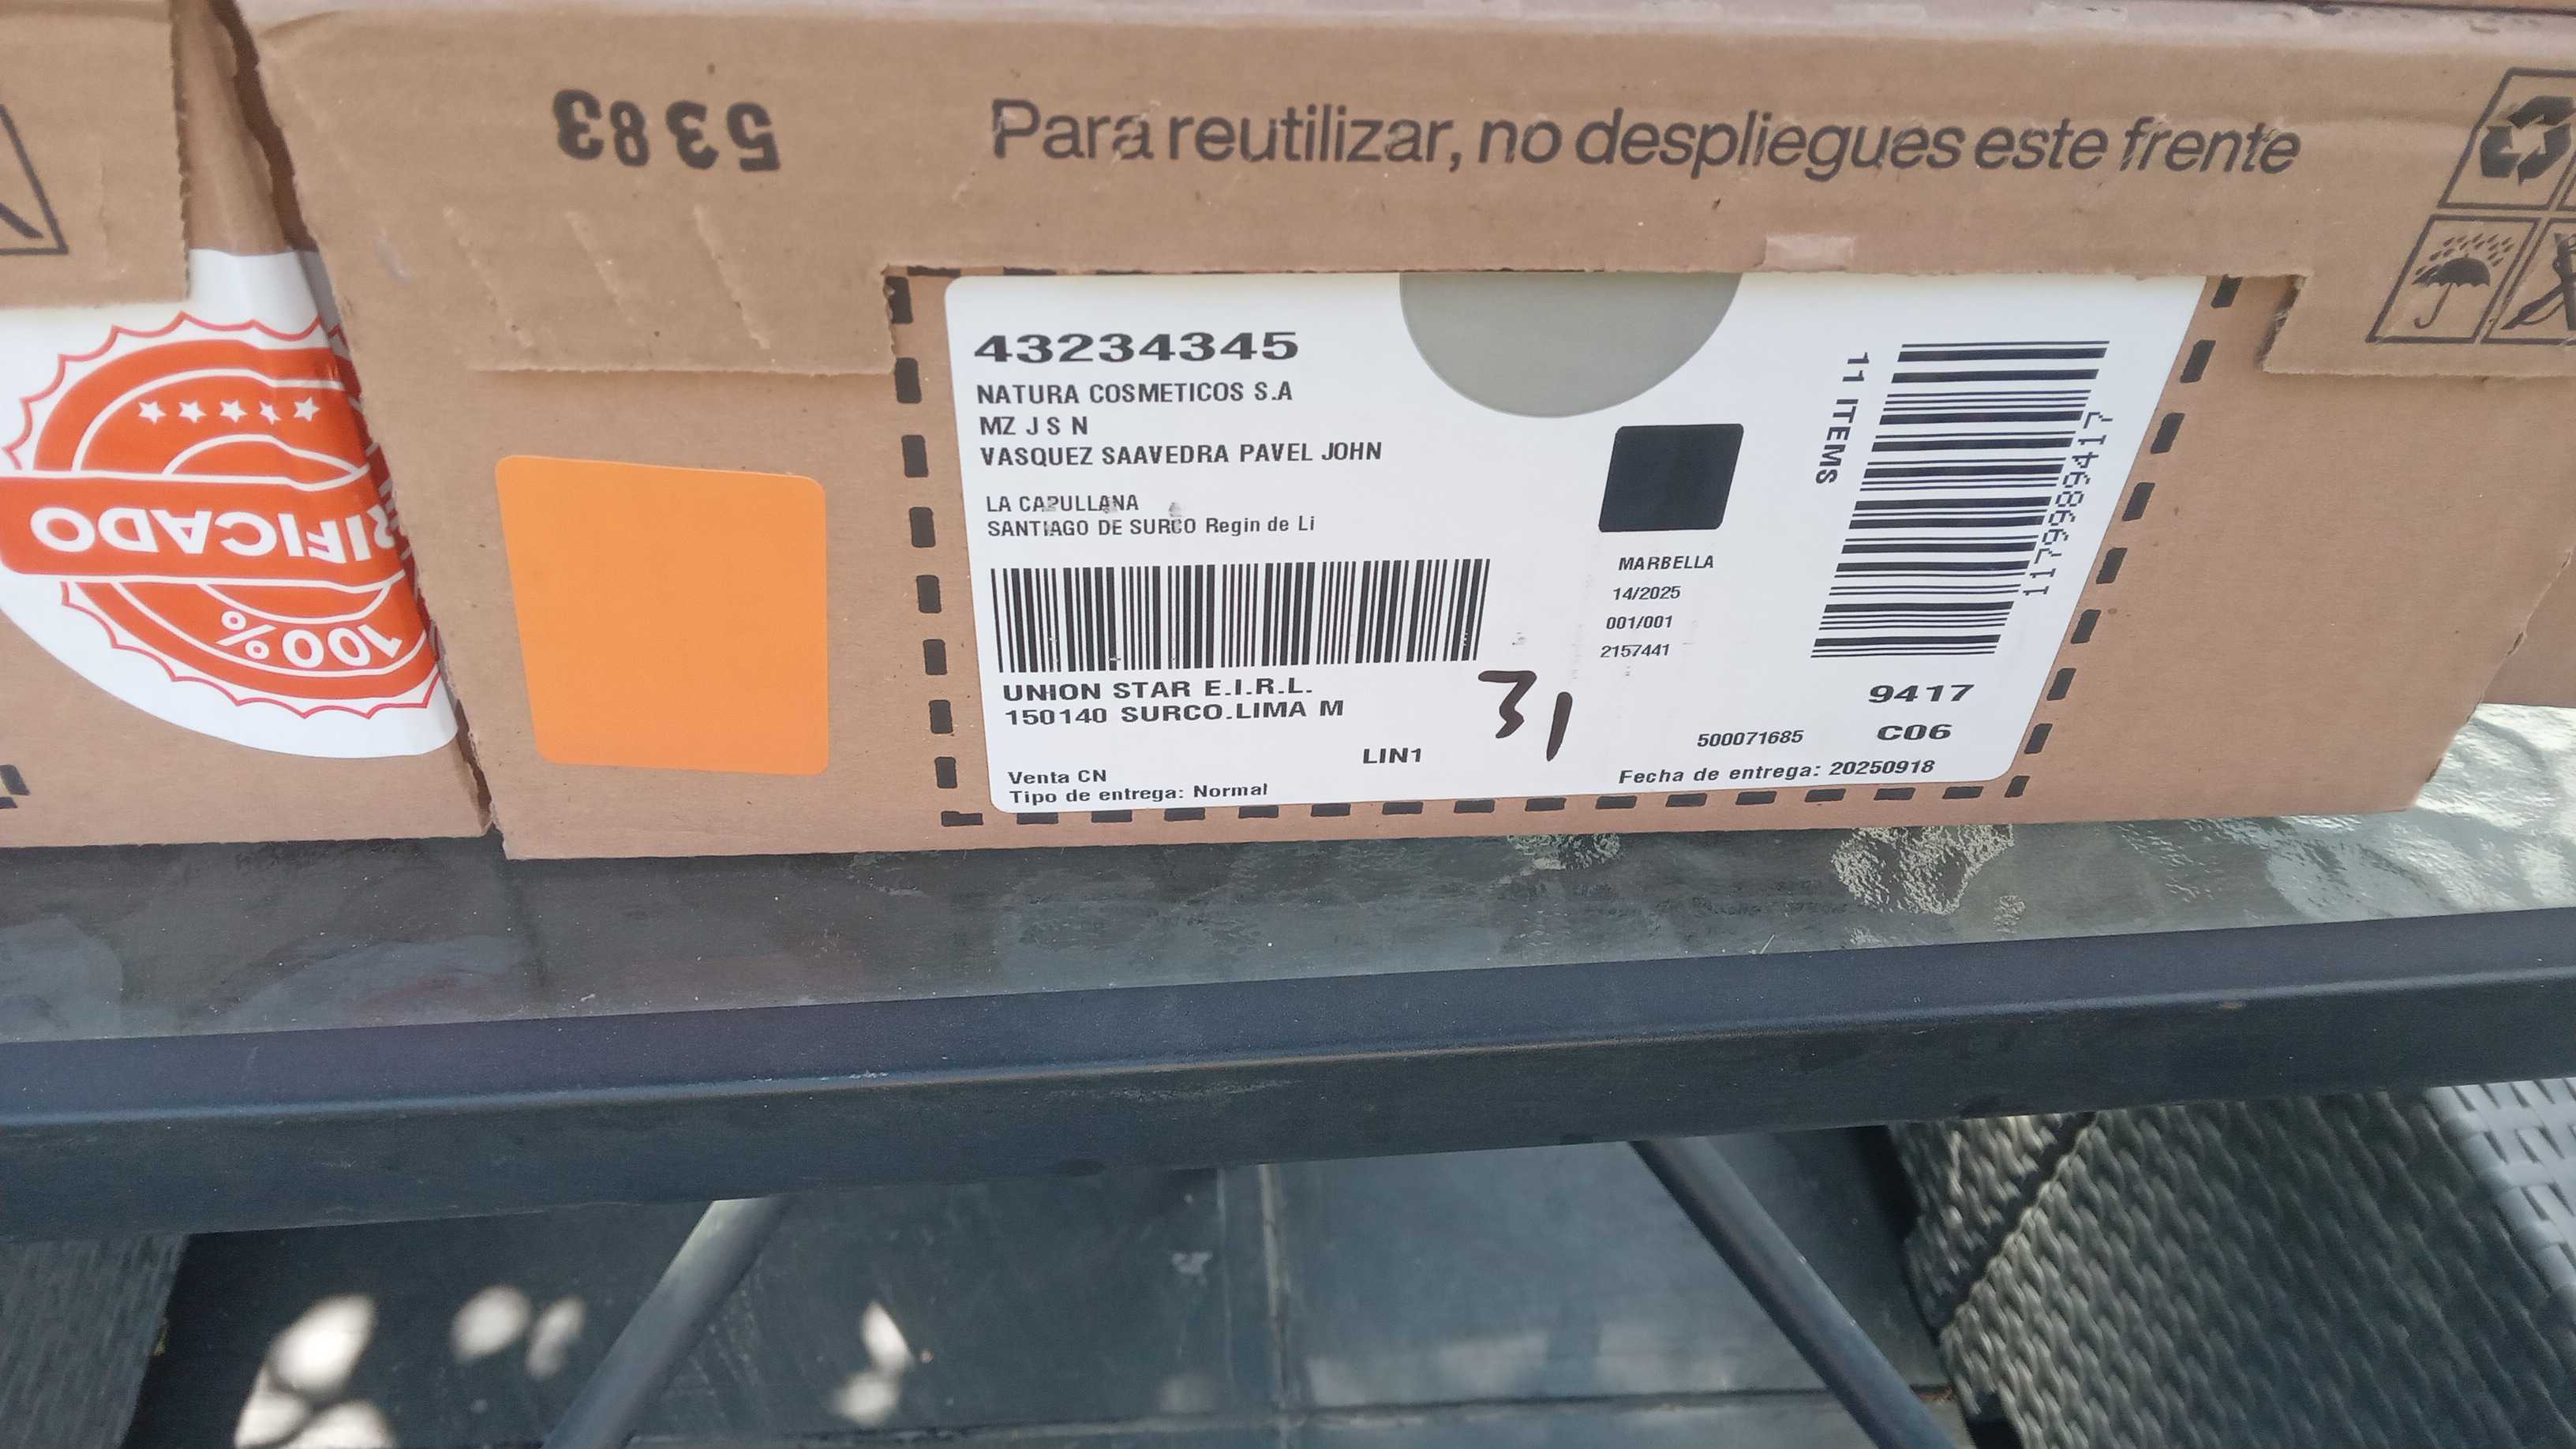 5383
Para reutilizar, no despliegues este frente
43234345
NATURA COSMETICOS S.A
MZ J S N
VASQUEZ SAAVEDRA PAVEL JOHN
LA CAPULLANA
SANTIAGO DE SURCO Regin de Li
UNION STAR E.I.R.L.
150140 SURCO.LIMA M
LIN1
31
Venta CN
Tipo de entrega: Normal
MARBELLA
14/2025
001/001
2157441
11 ITEMS
11799899417
9417
500071685 C06
Fecha de entrega: 20250918
100%